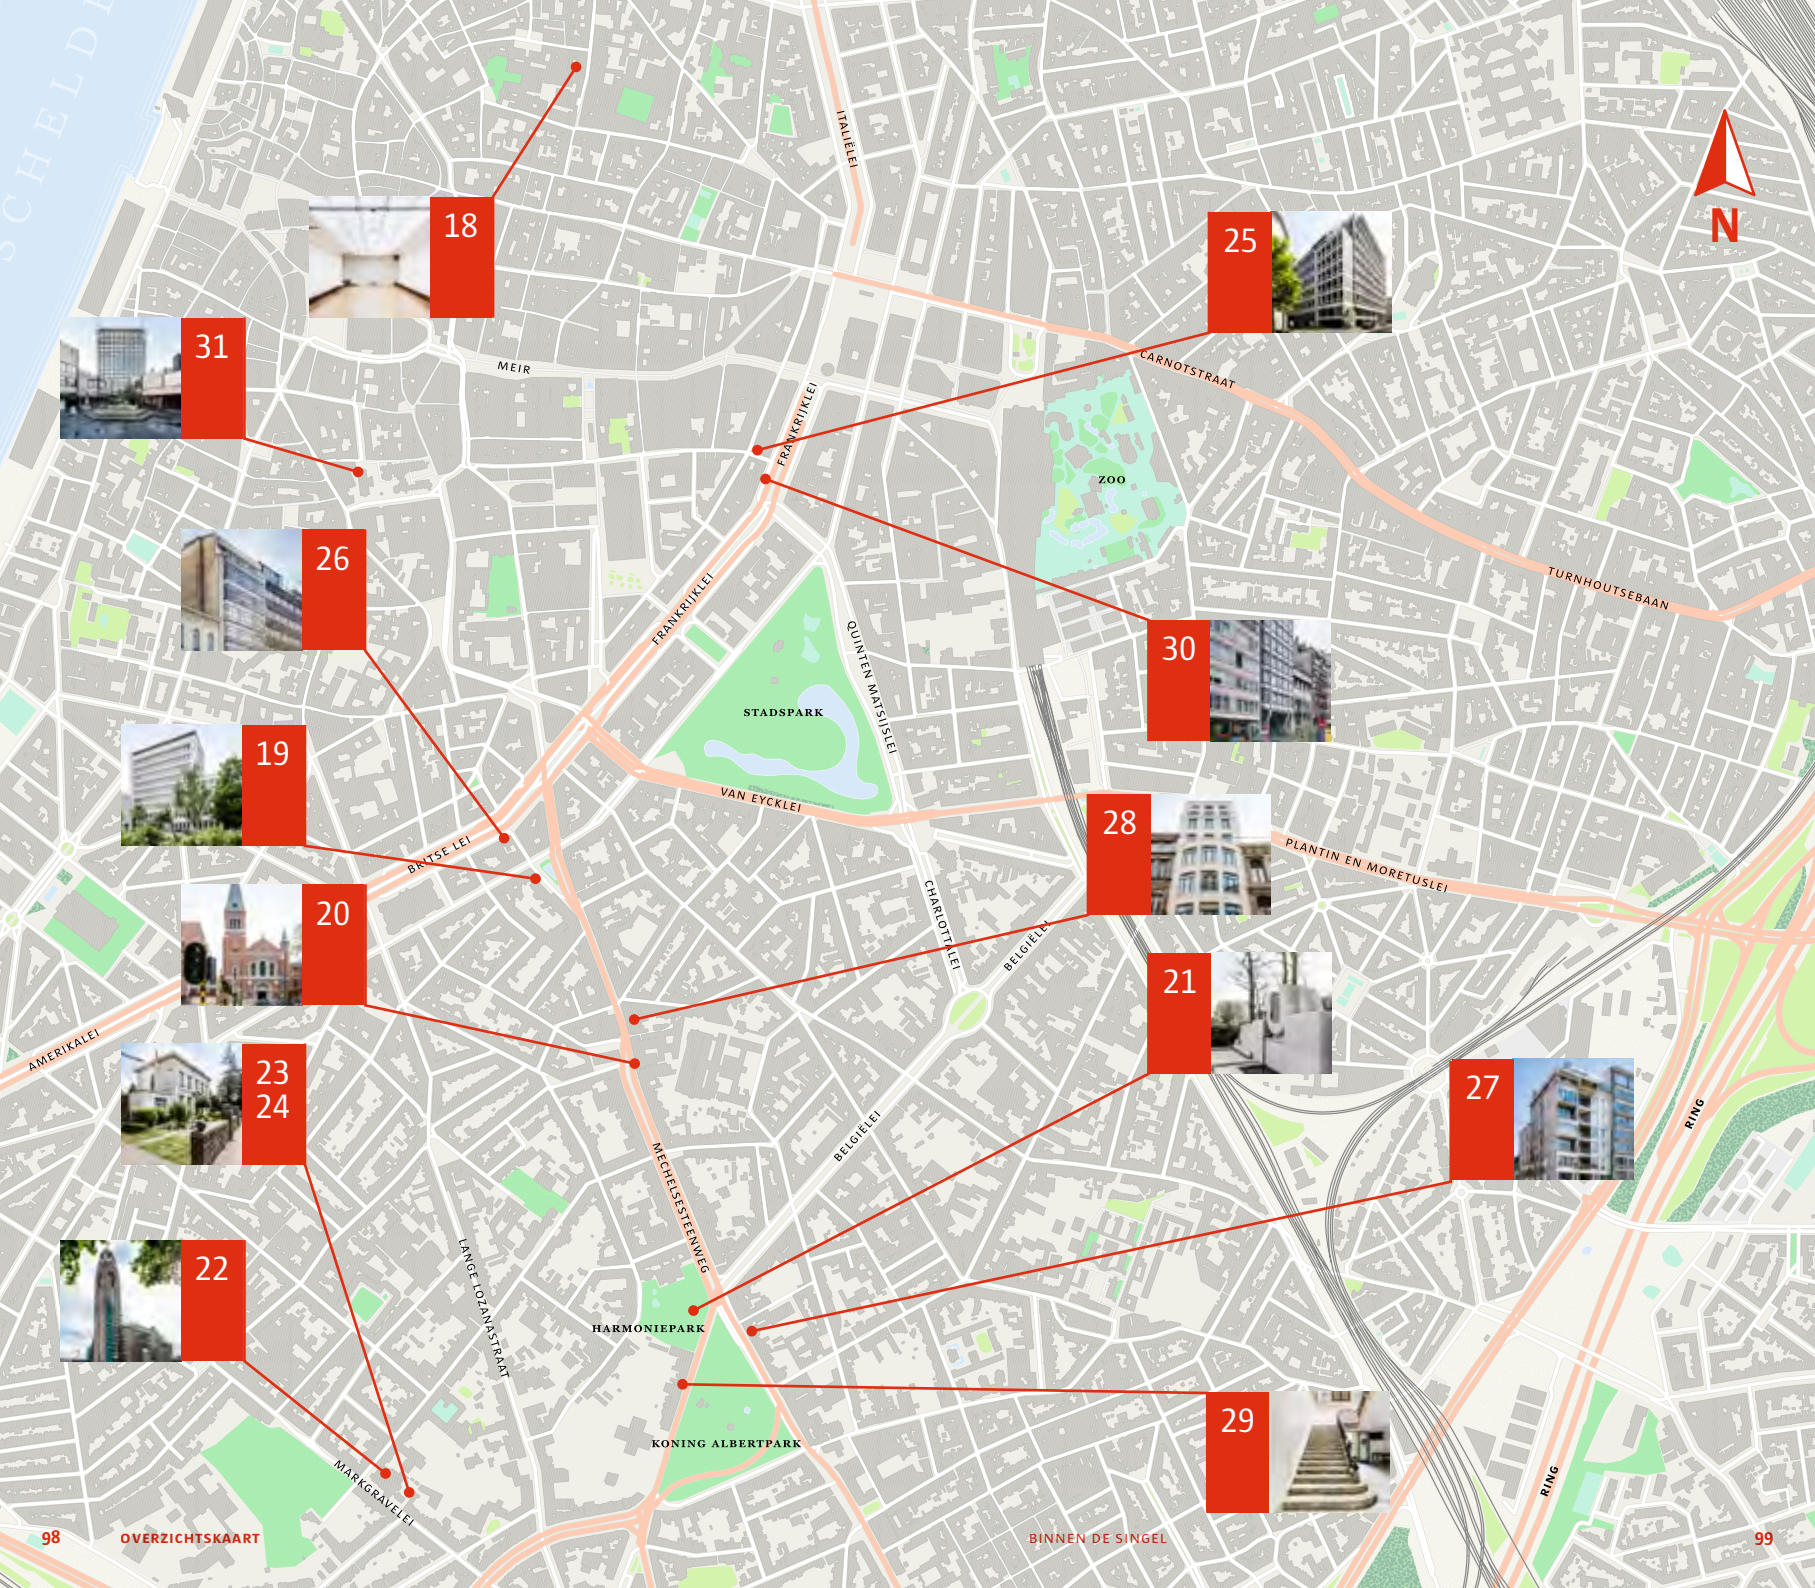 SCHELDE
ITALIËLEI
N
18
25
31
MEIR
FRANKRIJKLEI
CARNOTSTRAAT
ZOO
26
FRANKRIJKLEI
TURNHOUTSEBAAN
QUINTEN MATSIJSLEI
30
STADSPARK
19
VAN EYCKLEI
28
BRITSE LEI
PLANTIN EN MORETUSLEI
20
CHARLOTTALEI
BELGIËLEI
21
AMERIKALEI
23
24
27
RING
BELGIËLEI
MECHELSESTEENWEG
22
LANGE LOZANASTRAAT
HARMONIEPARK
29
KONING ALBERTPARK
MARKGRAVELEI
RING
98
OVERZICHTSKAART
BINNEN DE SINGEL
99